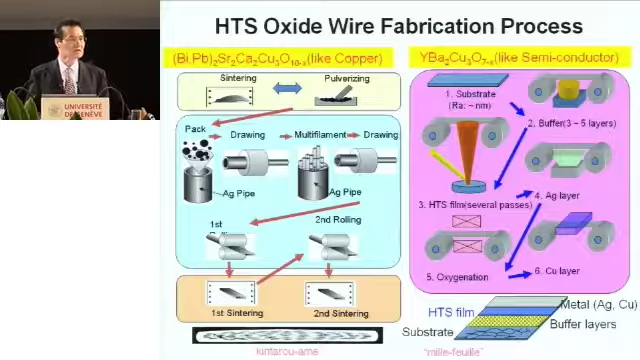 HTS Oxide Wire Fabrication Process
(Bi,Pb)2Sr2Ca2Cu3O10-x(like Copper)
YBa2Cu3O7-x(like Semi-conductor)
UNIVERSITÉ
DE GENÈVE
Sintering
Pulverizing
Pack
Drawing
Multifilament
Drawing
Ag Pipe
Ag Pipe
1st
2nd Rolling
1st Sintering
2nd Sintering
kintarou-ame
1. Substrate
(Ra: ~nm)
2. Buffer(3 ~ 5 layers)
3. HTS film(several passes)
4. Ag layer
5. Oxygenation
6. Cu layer
HTS film
Metal (Ag, Cu)
Buffer layers
Substrate
"mille-feuille"